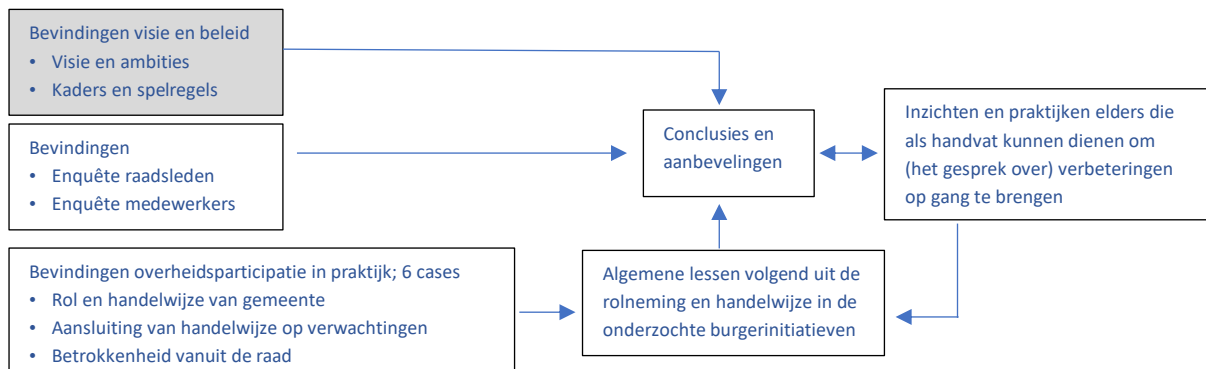 Bevindingen visie en beleid
• Visie en ambities
• Kaders en spelregels
Bevindingen
• Enquête raadsleden
• Enquête medewerkers
Conclusies en
aanbevelingen
Inzichten en praktijken elders die
als handvat kunnen dienen om
(het gesprek over) verbeteringen
op gang te brengen
Bevindingen overheidsparticipatie in praktijk; 6 cases
• Rol en handelwijze van gemeente
• Aansluiting van handelwijze op verwachtingen
• Betrokkenheid vanuit de raad
Algemene lessen volgend uit de
rolneming en handelwijze in de
onderzochte burgerinitiatieven